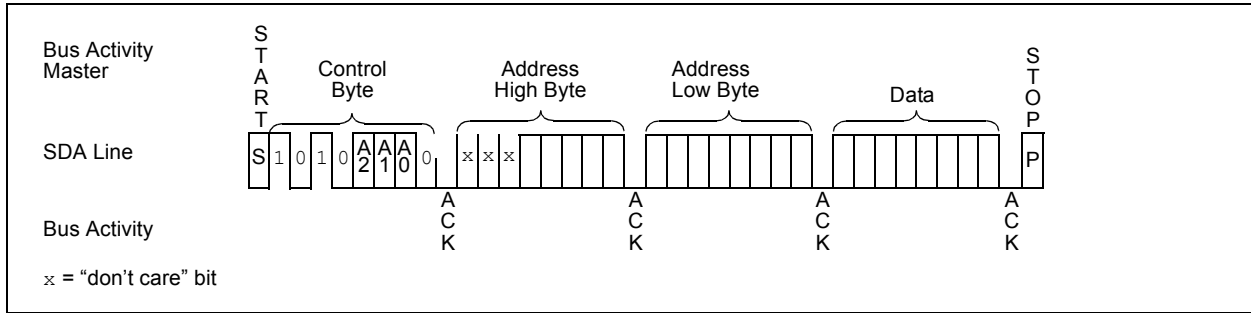 Bus Activity
Master
START
Control
Byte
Address
High Byte
Address
Low Byte
Data
STOP
SDA Line
S 1 0 1 0 A2 A1 A0 0 x x x P
ACK
ACK
ACK
ACK
Bus Activity
x = “don’t care” bit